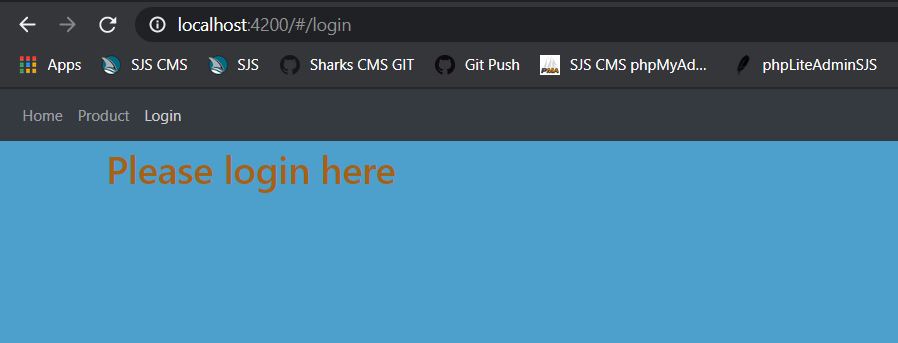 localhost:4200/#/login
Apps SJS CMS SJS Sharks CMS GIT Git Push PMA SJS CMS phpMyAd... phpLiteAdminSJS
Home Product Login
Please login here